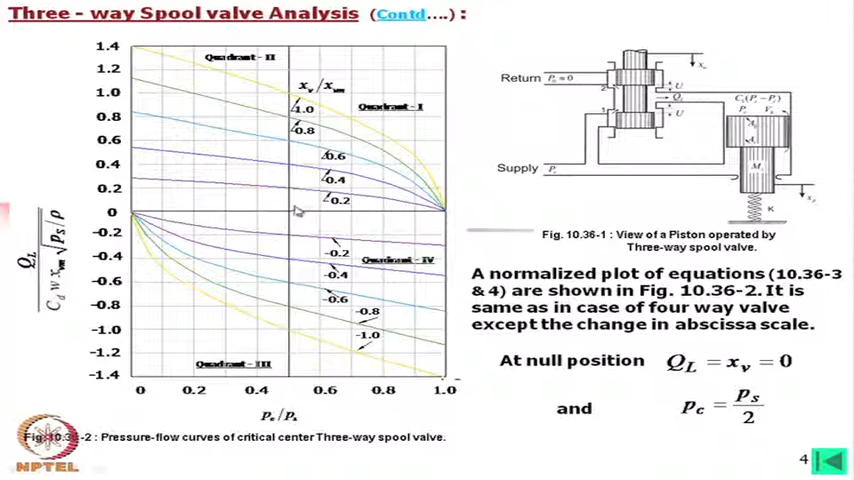 Three - way Spool valve Analysis (Contd....) :
1.4
1.2
1.0
0.8
0.6
0.4
0.2
0
-0.2
-0.4
-0.6
-0.8
-1.0
-1.2
-1.4
Quadrant - II
x_v / x_vm
Quadrant - I
1.0
0.8
0.6
0.4
0.2
-0.2
Quadrant - IV
-0.4
-0.6
-0.8
-1.0
Quadrant - III
0 0.2 0.4 0.6 0.8 1.0
Q_L / C_d w x_vm √p_S/ρ
Fig. 10.36-2 : Pressure-flow curves of critical center Three-way spool valve.
NPTEL
Return
Supply
2
1
U
U
K
Fig. 10.36-1 : View of a Piston operated by
Three-way spool valve.
A normalized plot of equations (10.36-3
& 4) are shown in Fig. 10.36-2. It is
same as in case of four way valve
except the change in abscissa scale.
At null position Q_L = x_v = 0
and p_c = p_s / 2
4